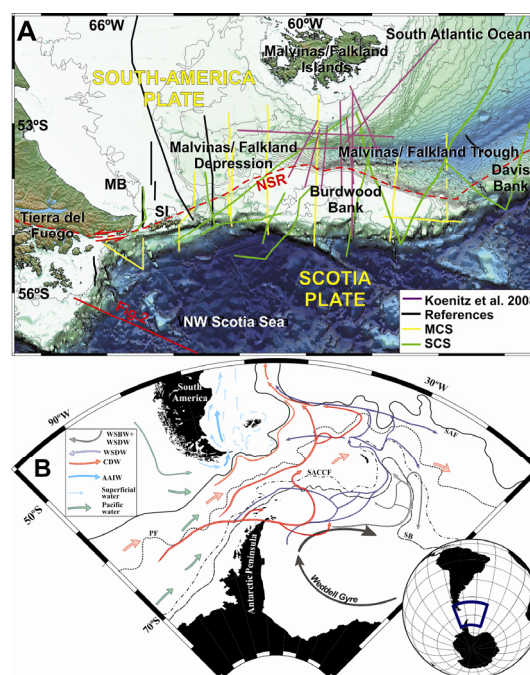 A
66°W
60°W
South Atlantic Ocean
Malvinas/Falkland
Islands
SOUTH-AMERICA
PLATE
53°S
Malvinas/ Falkland
Depression
Malvinas/ Falkland Trough
MB
NSR
Davis
Bank
SI
Burdwood
Bank
Tierra del
Fuego
56°S
SCOTIA
PLATE
Fig-2
NW Scotia Sea
Koenitz et al. 2008
References
MCS
SCS
B
90°W
South
America
30°W
WSBW+
WSDW
WSDW
CDW
AAIW
Superficial
water
Pacific
water
SAF
SACCF
50°S
PF
SB
Antarctic Peninsula
Weddell Gyre
70°S